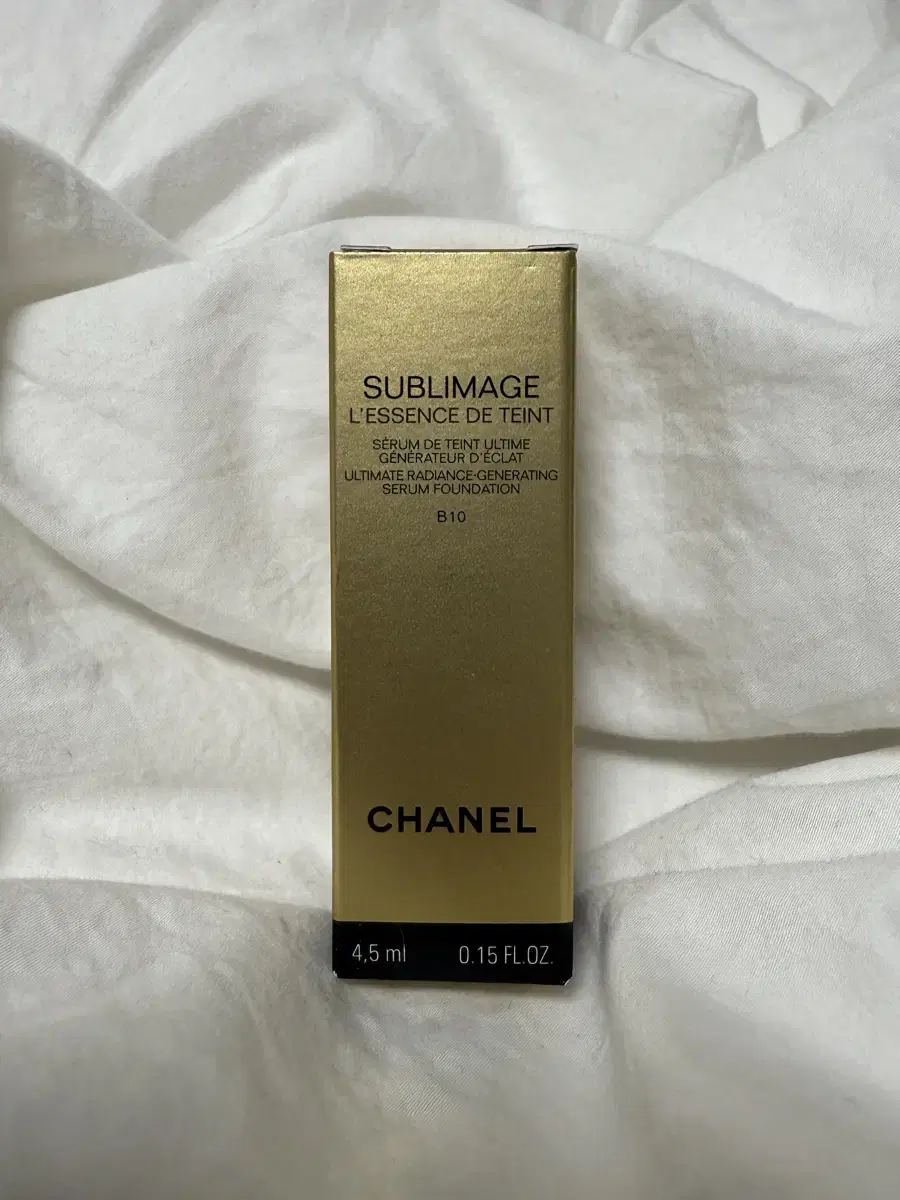 SUBLIMAGE
L'ESSENCE DE TEINT
SÉRUM DE TEINT ULTIME
GÉNÉRATEUR D'ÉCLAT
ULTIMATE RADIANCE-GENERATING
SERUM FOUNDATION
B10
CHANEL
4,5 ml 0.15 FL.OZ.